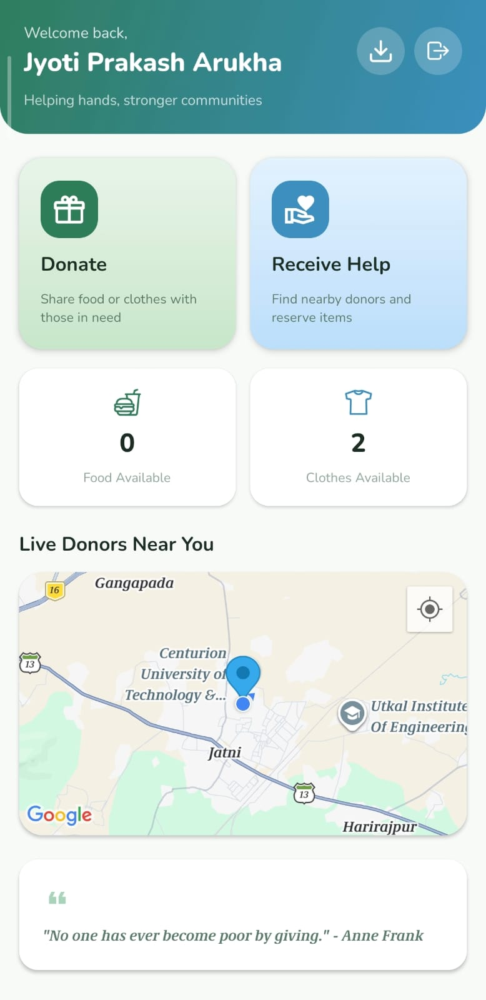 Welcome back,
Jyoti Prakash Arukha
Helping hands, stronger communities
Donate
Share food or clothes with
those in need
Receive Help
Find nearby donors and
reserve items
0
Food Available
2
Clothes Available
Live Donors Near You
16
Gangapada
13
Centurion
University of
Technology &...
Utkal Institute
Of Engineering
Jatni
13
Google
Harirajpur
"No one has ever become poor by giving." - Anne Frank